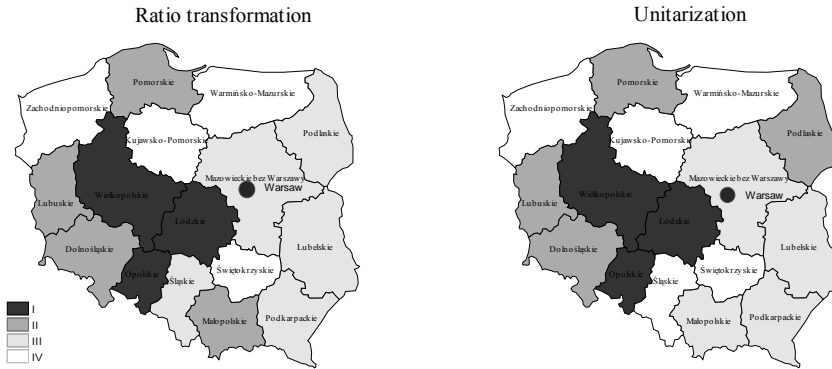 Ratio transformation
Pomorskie
Warmińsko-Mazurskie
Zachodniopomorskie
Podlaskie
Kujawsko-Pomorskie
Mazowieckie bez Warszawy
Warsaw
Wielkopolskie
Lubuskie
Łódzkie
Dolnośląskie
Lubelskie
Opolskie
Śląskie
Świętokrzyskie
Małopolskie
Podkarpackie
I
II
III
IV
Unitarization
Pomorskie
Warmińsko-Mazurskie
Zachodniopomorskie
Podlaskie
Kujawsko-Pomorskie
Mazowieckie bez Warszawy
Warsaw
Wielkopolskie
Lubuskie
Łódzkie
Dolnośląskie
Lubelskie
Opolskie
Śląskie
Świętokrzyskie
Małopolskie
Podkarpackie